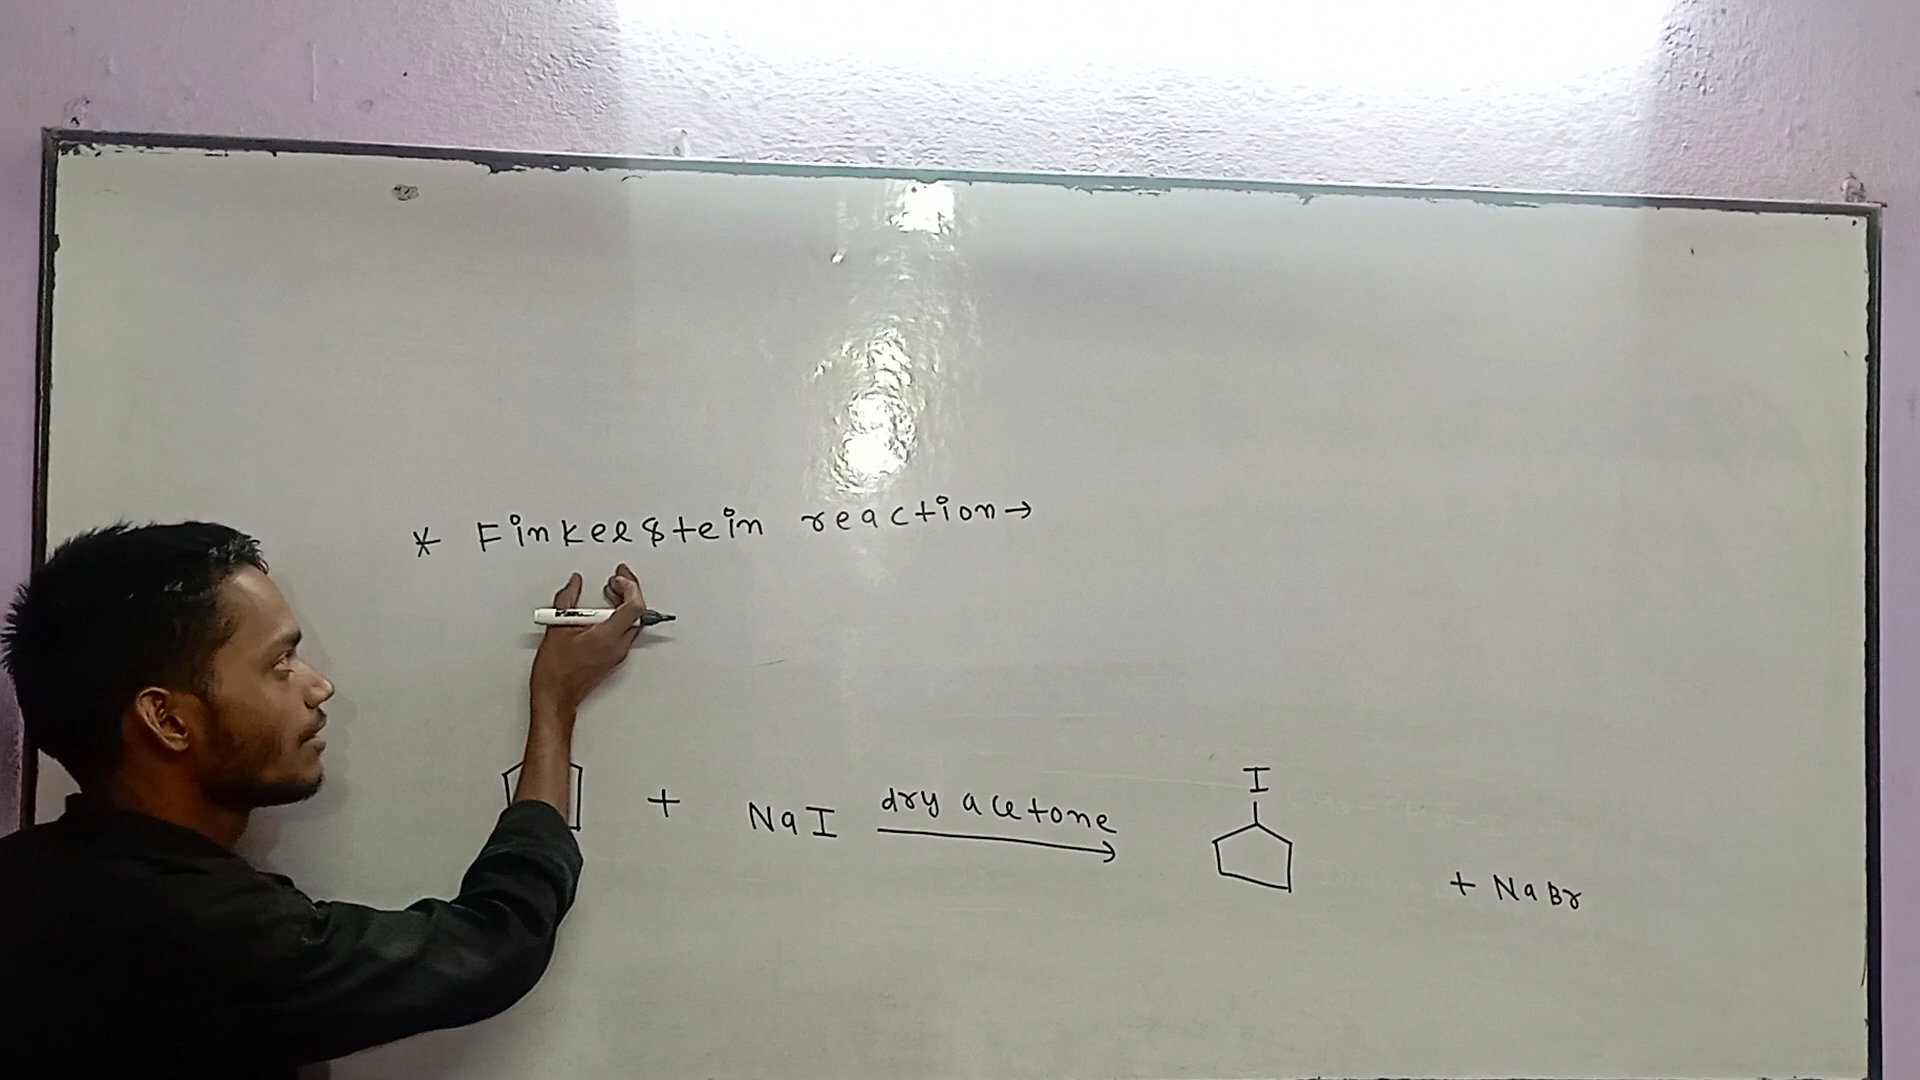 * Finkelstein reaction →
+ NaI dry acetone → I + NaBr